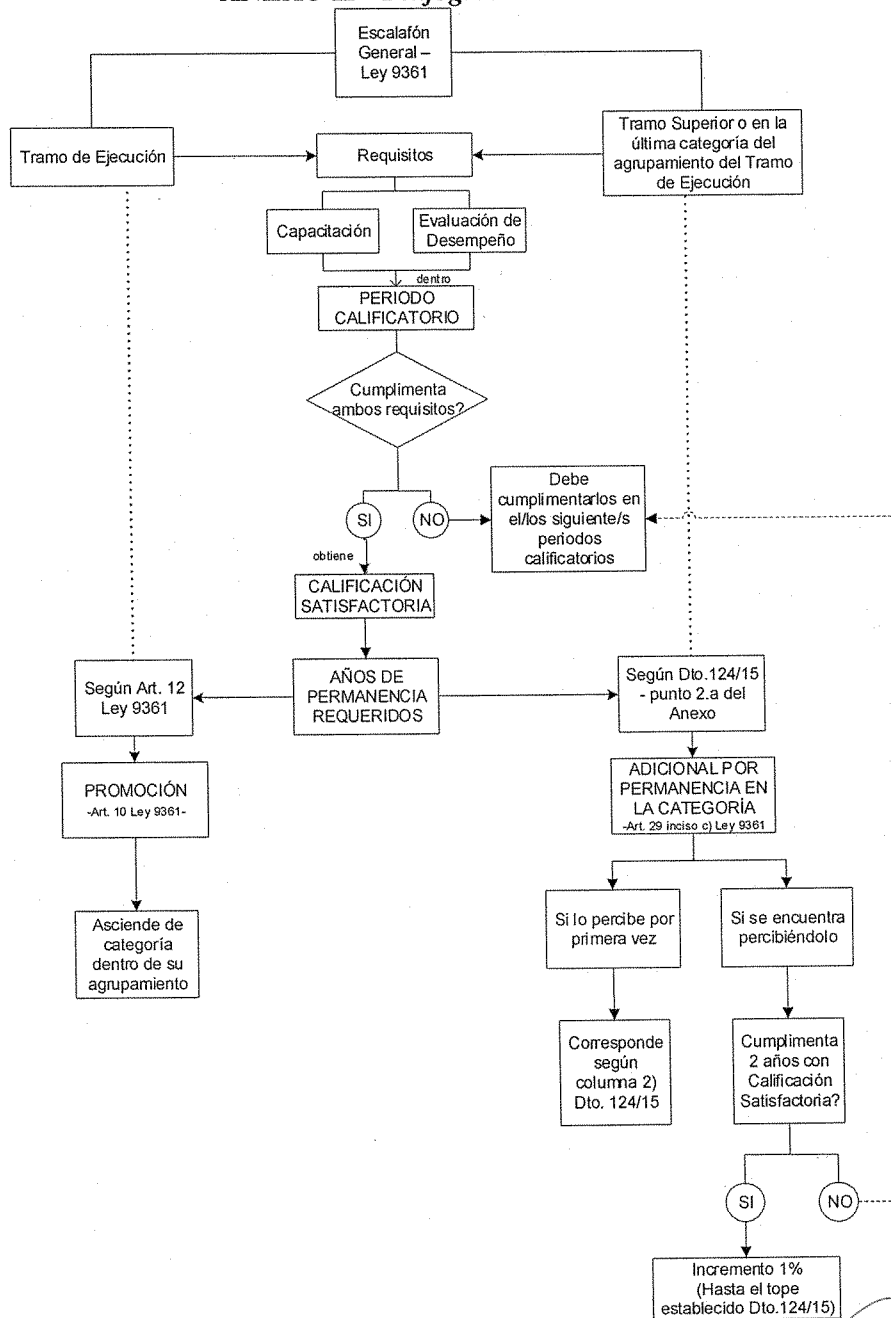 Escalafón
General –
Ley 9361
Tramo de Ejecución
Requisitos
Tramo Superior o en la
última categoría del
agrupamiento del Tramo
de Ejecución
Capacitación
Evaluación de
Desempeño
dentro
PERIODO
CALIFICATORIO
Cumplimenta
ambos requisitos?
SI
NO
Debe
cumplimentarlos en
el/los siguiente/s
periodos
calificatorios
obtiene
CALIFICACIÓN
SATISFACTORIA
Según Art. 12
Ley 9361
AÑOS DE
PERMANENCIA
REQUERIDOS
Según Dto.124/15
- punto 2.a del
Anexo
PROMOCIÓN
-Art. 10 Ley 9361-
ADICIONAL POR
PERMANENCIA EN
LA CATEGORÍA
-Art. 29 inciso c) Ley 9361
Asciende de
categoría
dentro de su
agrupamiento
Si lo percibe por
primera vez
Si se encuentra
percibiéndolo
Corresponde
según
columna 2)
Dto. 124/15
Cumplimenta
2 años con
Calificación
Satisfactoria?
SI
NO
Incremento 1%
(Hasta el tope
establecido Dto.124/15)